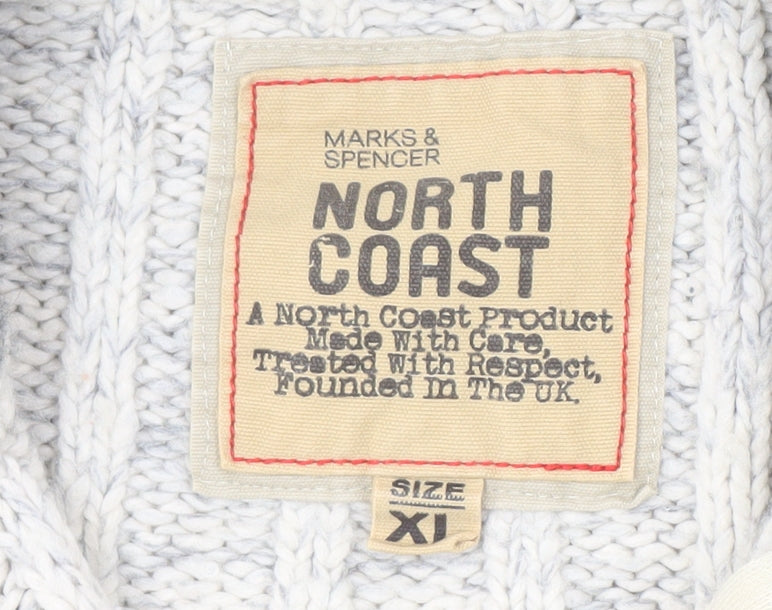 MARKS &
SPENCER
NORTH
COAST
A North Coast Product
Made With Care,
Treated With Respect,
Founded In The UK.
SIZE
XL